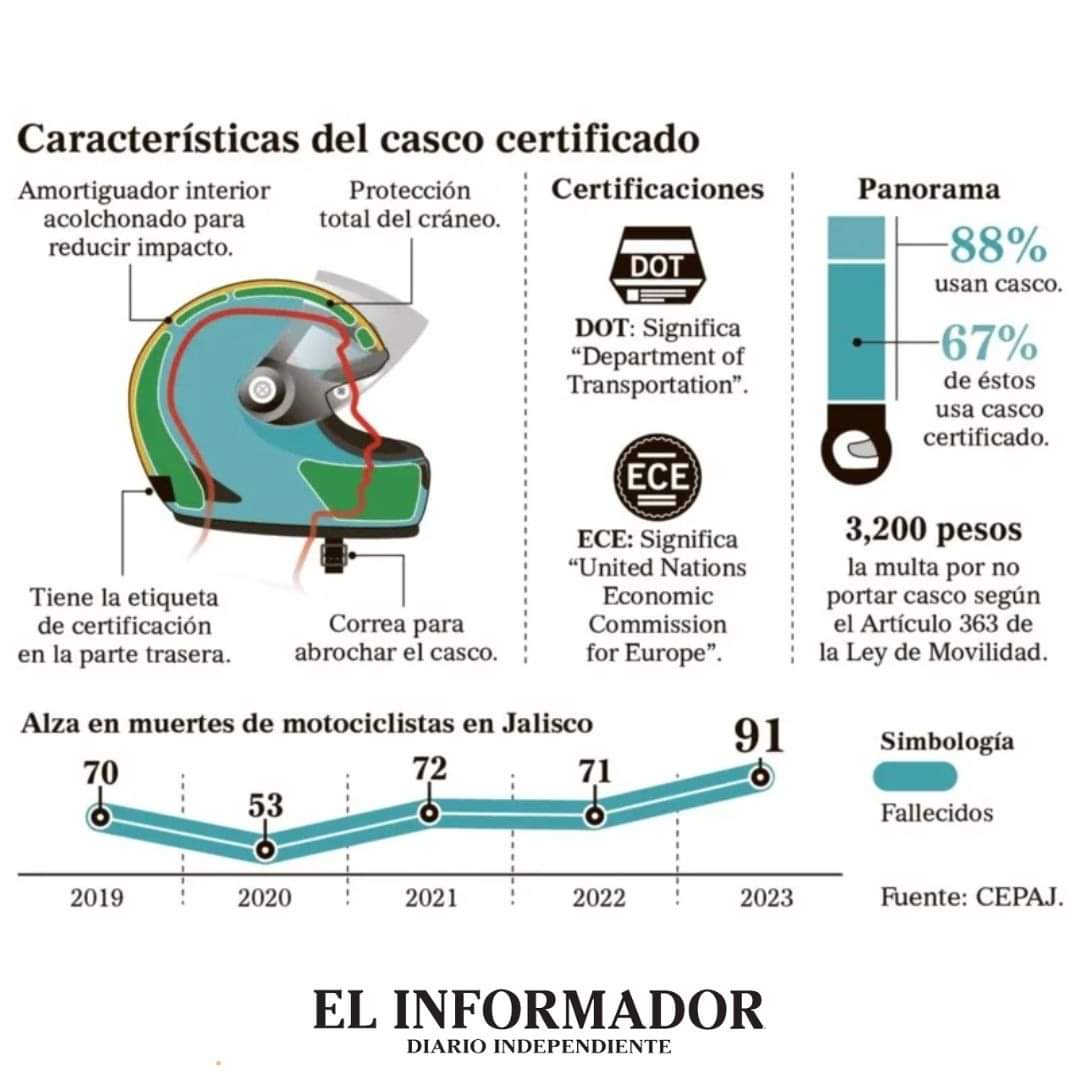 Características del casco certificado
Amortiguador interior
acolchonado para
reducir impacto.
Protección
total del cráneo.
Tiene la etiqueta
de certificación
en la parte trasera.
Correa para
abrochar el casco.
Certificaciones
DOT
DOT: Significa
“Department of
Transportation”.
ECE
ECE: Significa
“United Nations
Economic
Commission
for Europe”.
Panorama
88%
usan casco.
67%
de éstos
usa casco
certificado.
3,200 pesos
la multa por no
portar casco según
el Artículo 363 de
la Ley de Movilidad.
Alza en muertes de motociclistas en Jalisco
70
53
72
71
91
2019
2020
2021
2022
2023
Simbología
Fallecidos
Fuente: CEPAJ.
EL INFORMADOR
DIARIO INDEPENDIENTE